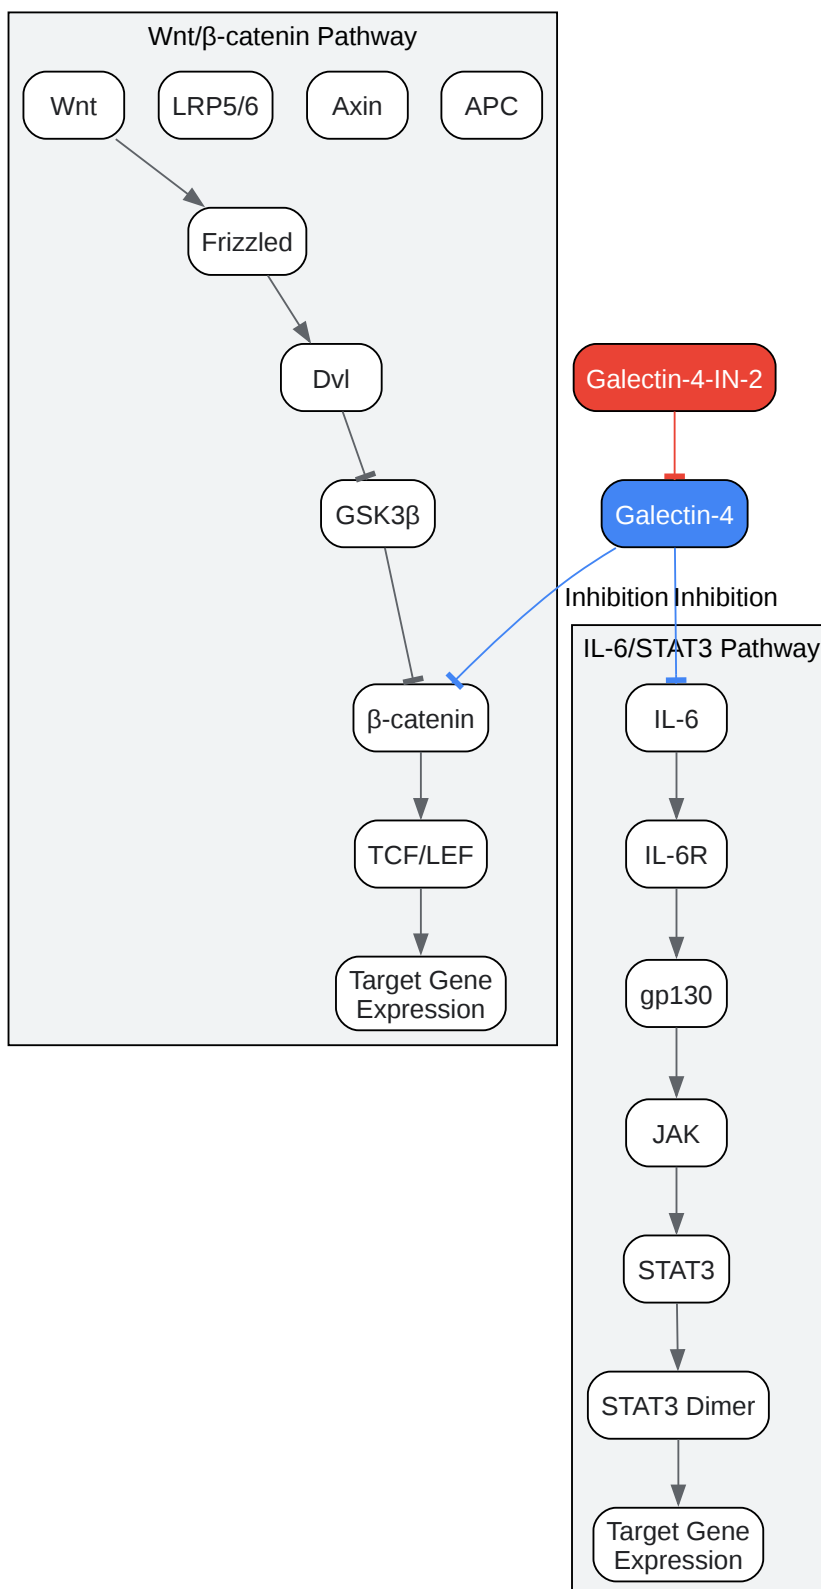 Wnt/β-catenin Pathway
Wnt
LRP5/6
Axin
APC
Frizzled
Dvl
Galectin-4-IN-2
GSK3β
Galectin-4
Inhibition
Inhibition
IL-6/STAT3 Pathway
β-catenin
IL-6
TCF/LEF
IL-6R
Target Gene
Expression
gp130
JAK
STAT3
STAT3 Dimer
Target Gene
Expression